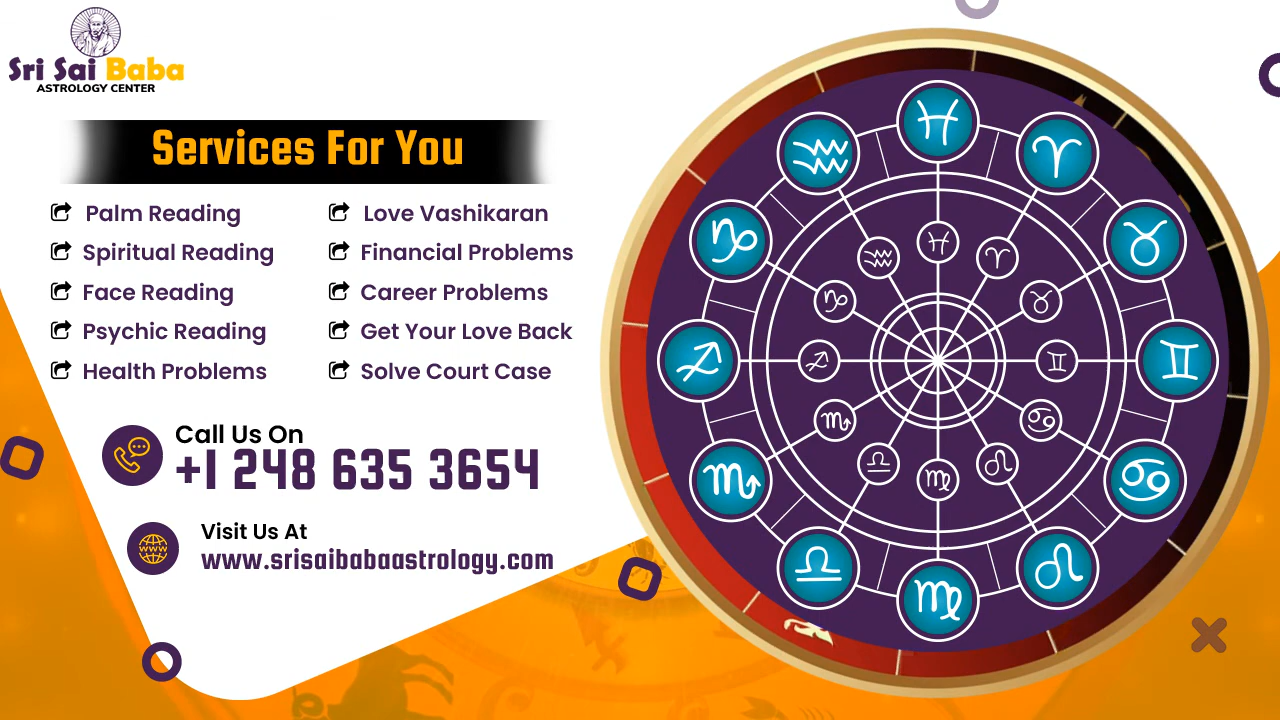 Sri Sai Baba
ASTROLOGY CENTER
Services For You
Palm Reading
Spiritual Reading
Face Reading
Psychic Reading
Health Problems
Love Vashikaran
Financial Problems
Career Problems
Get Your Love Back
Solve Court Case
Call Us On
+1 248 635 3654
Visit Us At
www.srisaibabaastrology.com